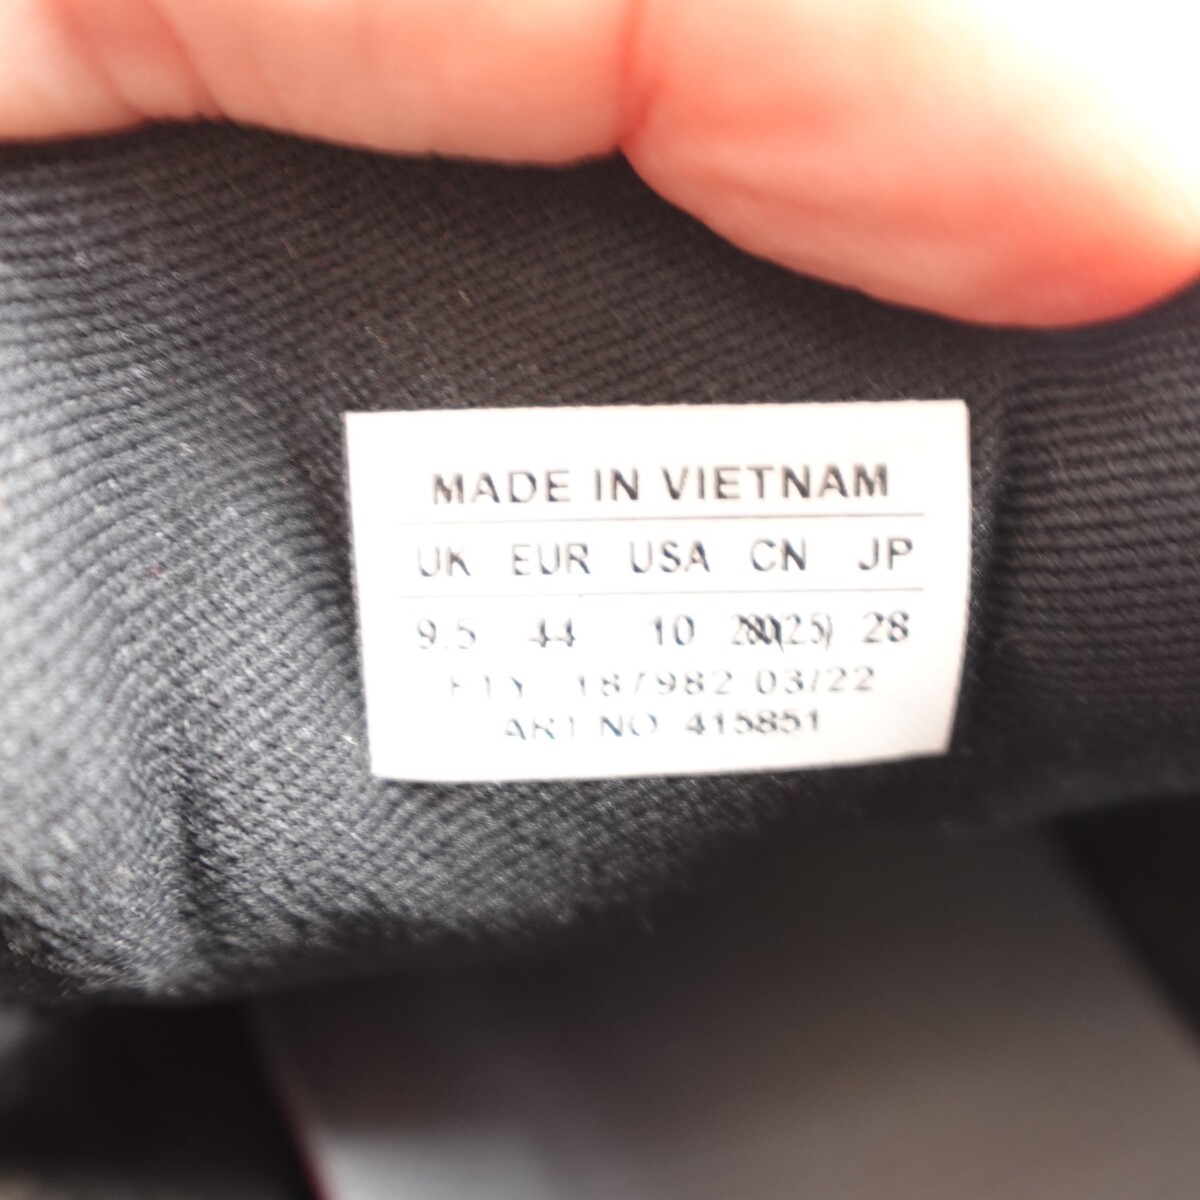 MADE IN VIETNAM
UK EUR USA CN JP
9.5 44 10 280(2.5) 28
FTY 187982 03/22
ART NO 415851